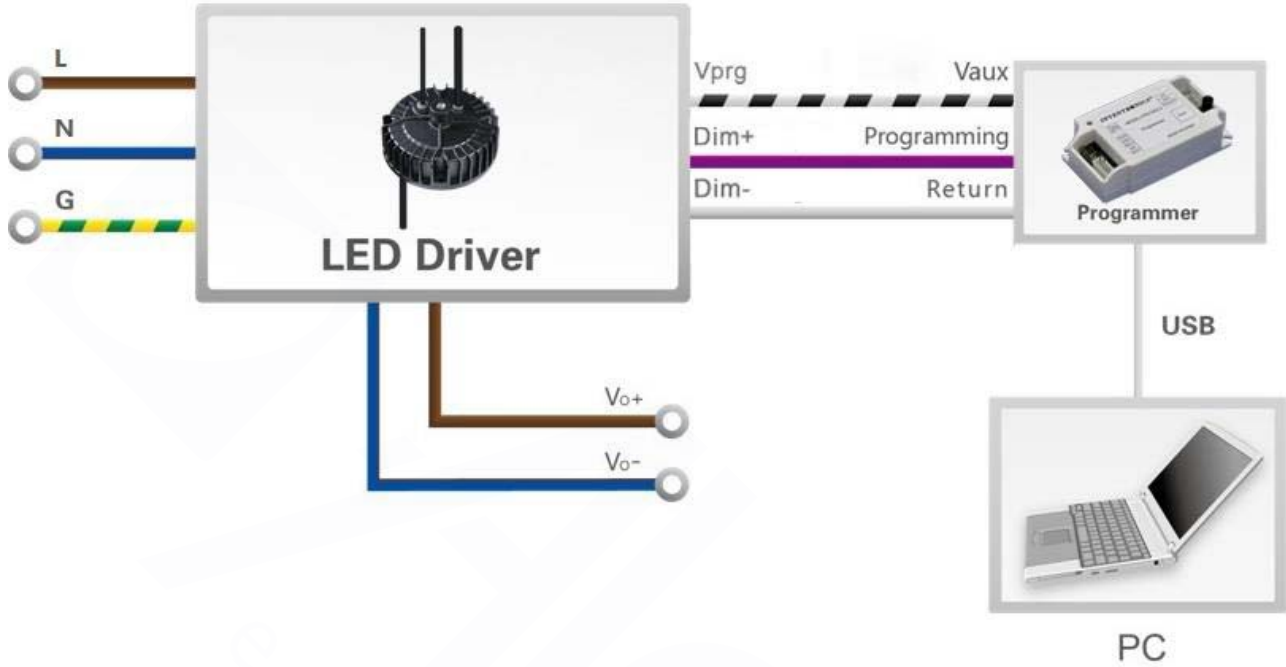 L
N
G
LED Driver
Vprg Vaux
Dim+ Programming
Dim- Return
Programmer
USB
Vo+
Vo-
PC